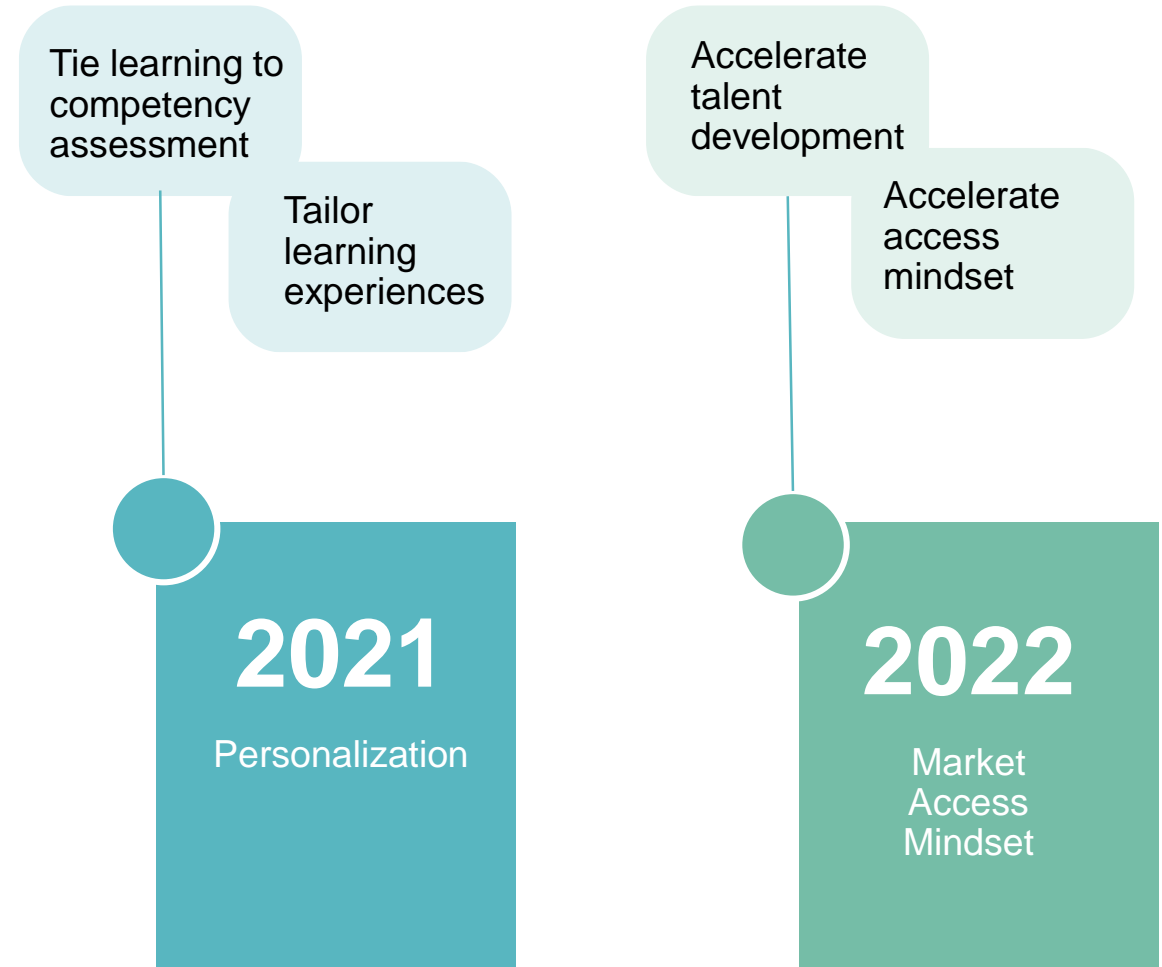 Tie learning to
competency
assessment
Tailor
learning
experiences
2021
Personalization
Accelerate
talent
development
Accelerate
access
mindset
2022
Market
Access
Mindset